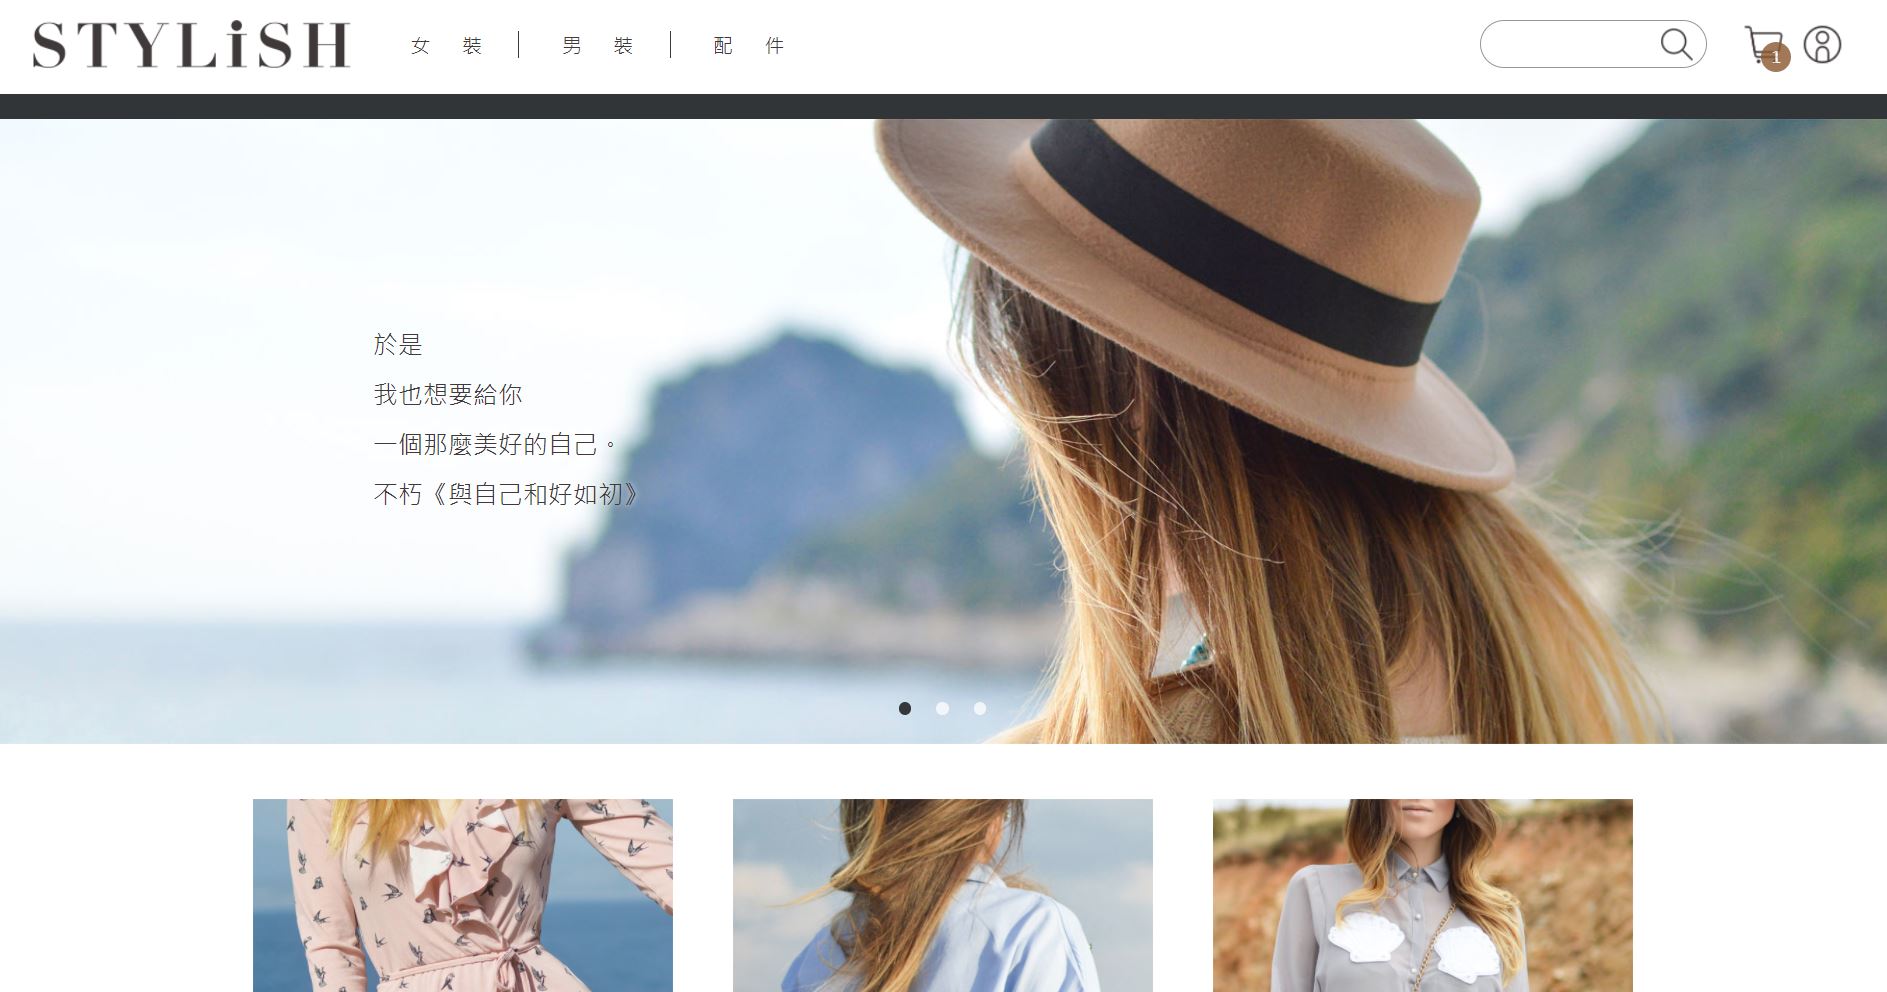 STYLiSH
女裝
男裝
配件
1
於是
我也想要給你
一個那麼美好的自己。
不朽《與自己和好如初》